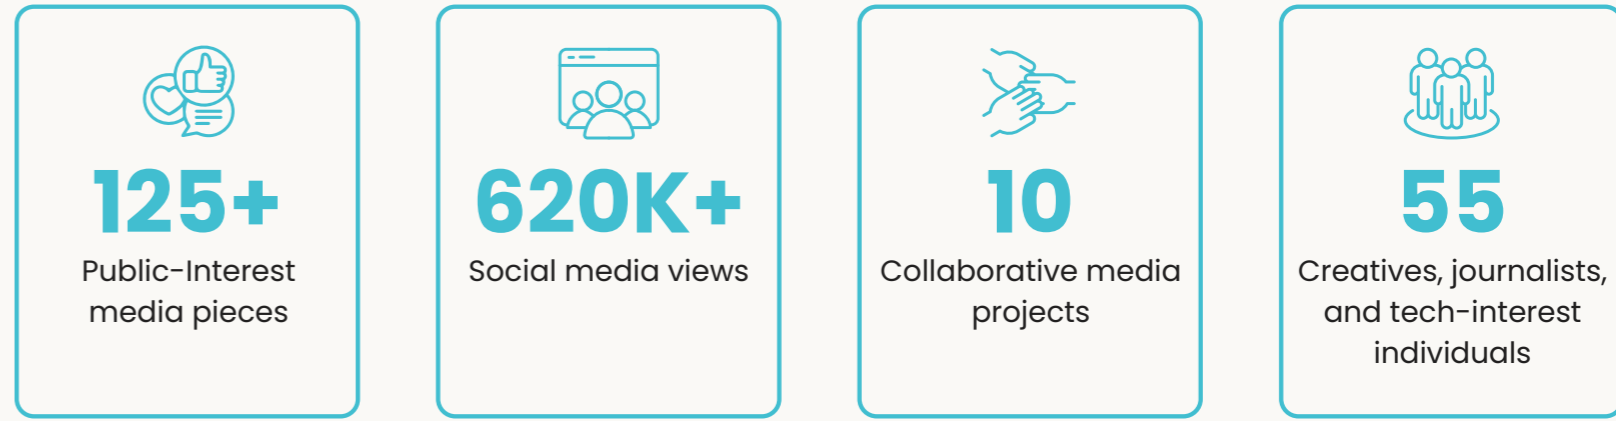 125+
Public-Interest
media pieces
620K+
Social media views
10
Collaborative media
projects
55
Creatives, journalists,
and tech-interest
individuals